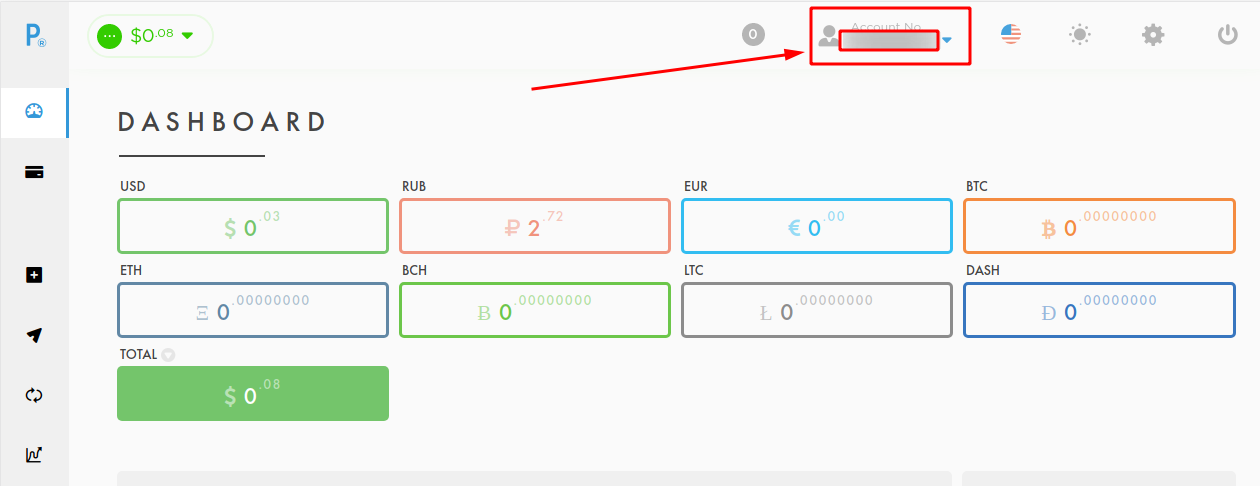 P
$0.08
0
Account No
DASHBOARD
USD
RUB
EUR
BTC
$ 0.03
₽ 2.72
€ 0.00
₿ 0.00000000
ETH
BCH
LTC
DASH
Ξ 0.00000000
Ƀ 0.00000000
Ł 0.00000000
Đ 0.00000000
TOTAL
$ 0.08